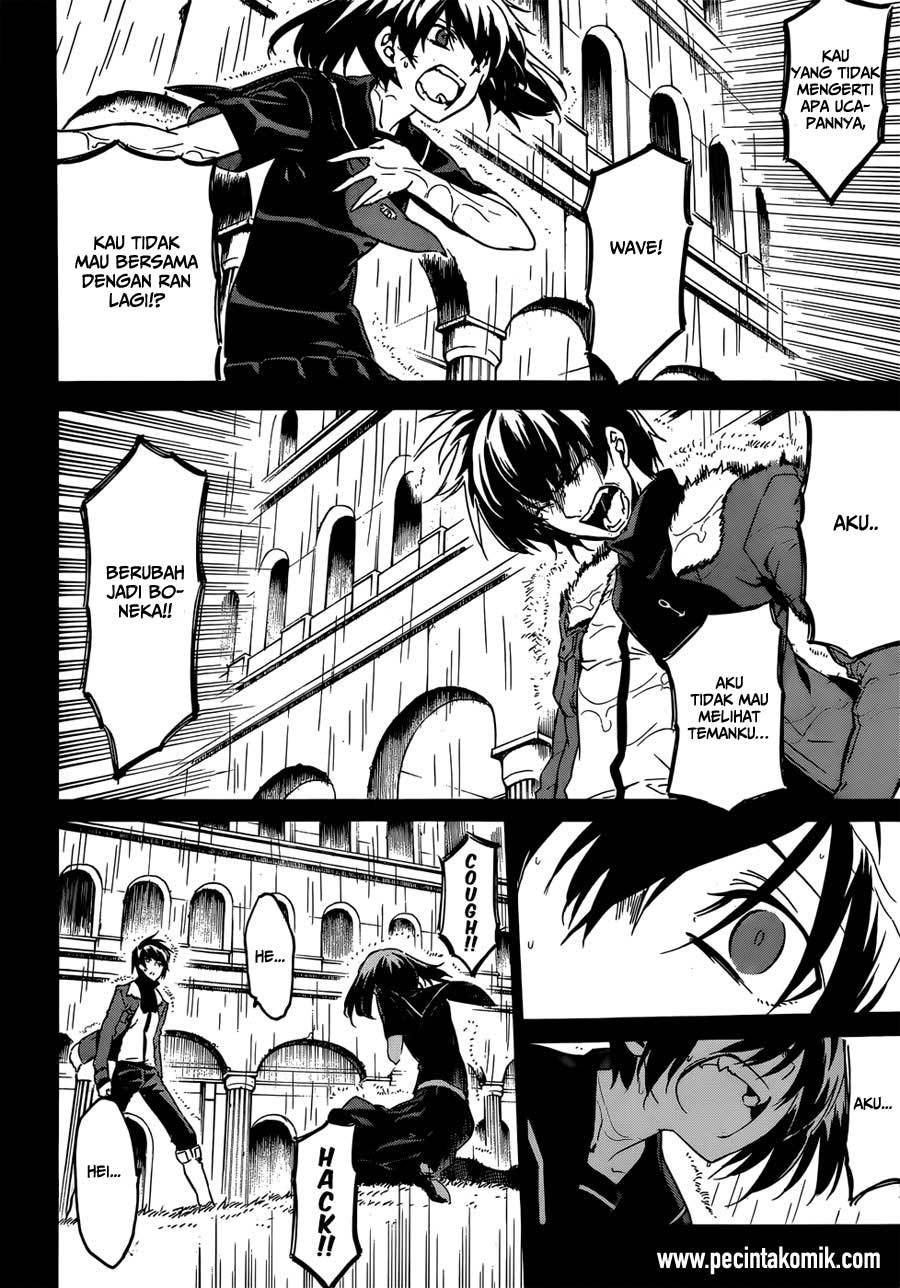 KAU
YANG TIDAK
MENGERTI
APA UCA-
PANNYA,
WAVE!
KAU TIDAK
MAU BERSAMA
DENGAN RAN
LAGI!?
AKU..
AKU
TIDAK MAU
MELIHAT
TEMANKU...
BERUBAH
JADI BO-
NEKA!!
AKU...
COUGH!!
HACK!!
HE...
HEI...
www.pecintakomik.com